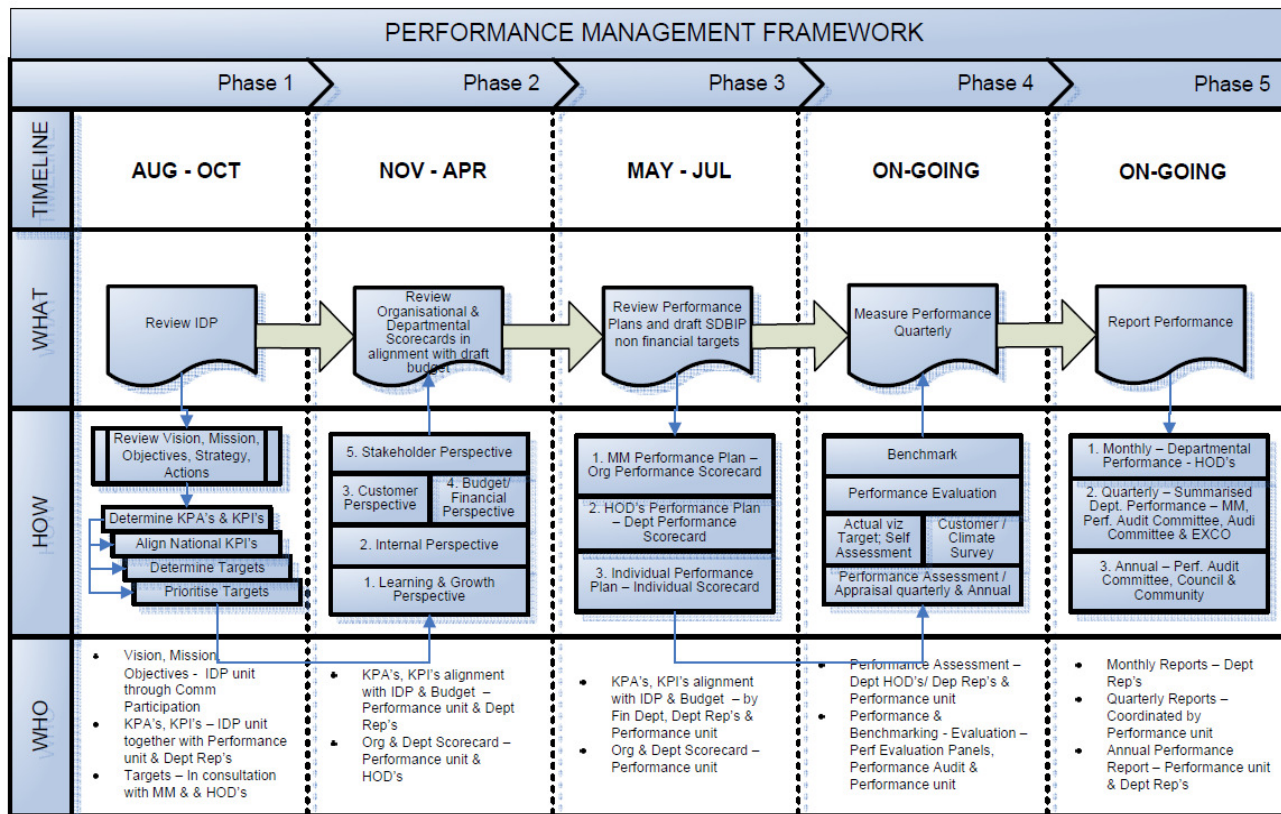 PERFORMANCE MANAGEMENT FRAMEWORK
Phase 1
Phase 2
Phase 3
Phase 4
Phase 5
TIMELINE
AUG - OCT
NOV - APR
MAY - JUL
ON-GOING
ON-GOING
WHAT
Review IDP
Review
Organisational &
Departmental
Scorecards in
alignment with draft
budget
Review Performance
Plans and draft SDBIP
non financial targets
Measure Performance
Quarterly
Report Performance
HOW
Review Vision, Mission,
Objectives, Strategy,
Actions
Determine KPA's & KPI's
Align National KPI's
Determine Targets
Prioritise Targets
5. Stakeholder Perspective
3. Customer
Perspective
4. Budget/
Financial
Perspective
2. Internal Perspective
1. Learning & Growth
Perspective
1. MM Performance Plan –
Org Performance Scorecard
2. HOD's Performance Plan
– Dept Performance
Scorecard
3. Individual Performance
Plan – Individual Scorecard
Benchmark
Performance Evaluation
Actual viz
Target; Self
Assessment
Customer /
Climate
Survey
Performance Assessment /
Appraisal quarterly & Annual
1. Monthly – Departmental
Performance - HOD's
2. Quarterly – Summarised
Dept. Performance – MM,
Perf. Audit Committee, Audi
Committee & EXCO
3. Annual – Perf. Audit
Committee, Council &
Community
WHO
• Vision, Mission,
Objectives - IDP unit
through Comm
Participation
• KPA's, KPI's – IDP unit
together with Performance
unit & Dept Rep's
• Targets – In consultation
with MM & & HOD's
• KPA's, KPI's alignment
with IDP & Budget –
Performance unit & Dept
Rep's
• Org & Dept Scorecard –
Performance unit &
HOD's
• KPA's, KPI's alignment
with IDP & Budget – by
Fin Dept, Dept Rep's &
Performance unit
• Org & Dept Scorecard –
Performance unit
• Performance Assessment –
Dept HOD's/ Dep Rep's &
Performance unit
• Performance &
Benchmarking - Evaluation –
Perf Evaluation Panels,
Performance Audit &
Performance unit
• Monthly Reports – Dept
Rep's
• Quarterly Reports –
Coordinated by
Performance unit
• Annual Performance
Report – Performance unit
& Dept Rep's